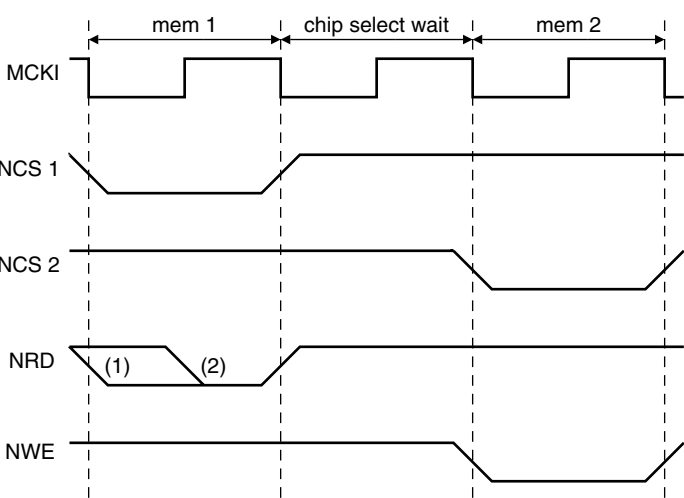 mem 1 chip select wait mem 2
MCKI
NCS 1
NCS 2
NRD (1) (2)
NWE